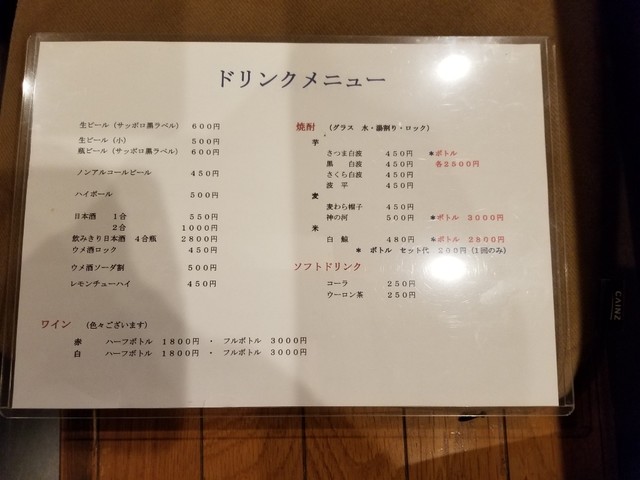 ドリンクメニュー
生ビール（サッポロ黒ラベル） ６００円
生ビール（小） ５００円
瓶ビール（サッポロ黒ラベル） ６００円
ノンアルコールビール ４５０円
ハイボール ５００円
日本酒 １合 ５５０円
２合 １０００円
飲みきり日本酒 ４合瓶 ２８００円
ウメ酒ロック ４５０円
ウメ酒ソーダ割 ５００円
レモンチューハイ ４５０円
ワイン （色々ございます）
赤 ハーフボトル １８００円 ・ フルボトル ３０００円
白 ハーフボトル １８００円 ・ フルボトル ３０００円
焼酎 （グラス 水・湯割り・ロック）
芋
さつま白波 ４５０円 ＊ボトル
黒 白波 ４５０円 各２５００円
さくら白波 ４５０円
波 平 ４５０円
麦
麦わら帽子 ４５０円
神の河 ５００円 ＊ボトル ３０００円
米
白 鯨 ４８０円 ＊ボトル ２８００円
＊ ボトル セット代 ２００円（１回のみ）
ソフトドリンク
コーラ ２５０円
ウーロン茶 ２５０円
CAINZ